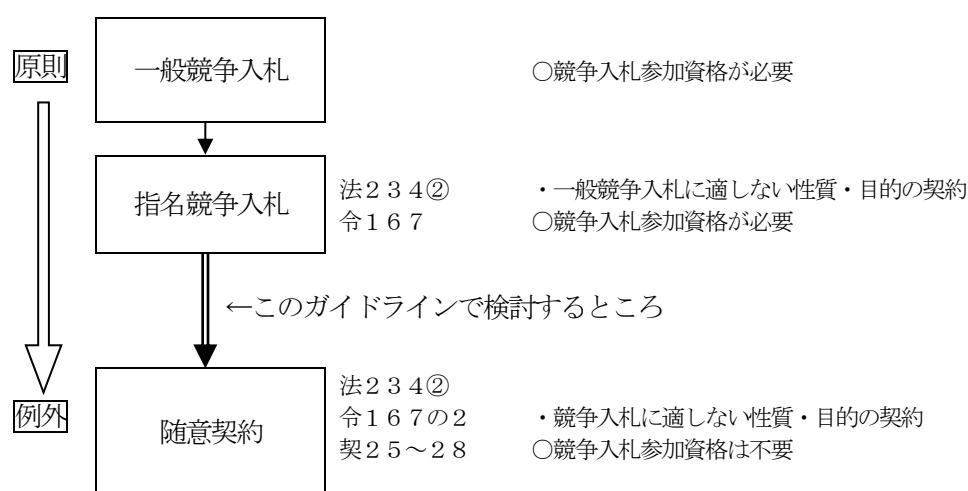 原則
一般競争入札
○競争入札参加資格が必要
指名競争入札
法２３４②
・一般競争入札に適しない性質・目的の契約
令１６７
○競争入札参加資格が必要
←このガイドラインで検討するところ
例外
随意契約
法２３４②
令１６７の２
・競争入札に適しない性質・目的の契約
契２５～２８
○競争入札参加資格は不要